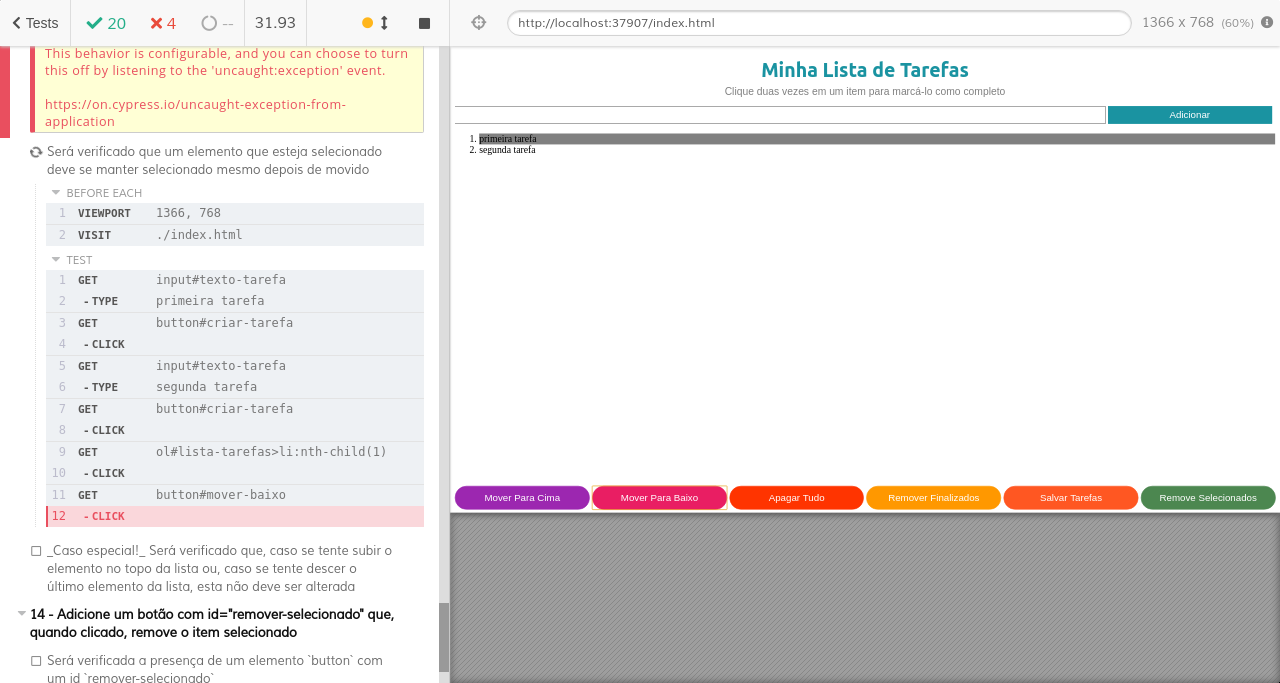 Tests
20
4
--
31.93
http://localhost:37907/index.html
1366 x 768 (60%)
This behavior is configurable, and you can choose to turn
this off by listening to the 'uncaught:exception' event.
https://on.cypress.io/uncaught-exception-from-
application
Será verificado que um elemento que esteja selecionado
deve se manter selecionado mesmo depois de movido
BEFORE EACH
1 VIEWPORT 1366, 768
2 VISIT ./index.html
TEST
1 GET input#texto-tarefa
2 -TYPE primeira tarefa
3 GET button#criar-tarefa
4 -CLICK
5 GET input#texto-tarefa
6 -TYPE segunda tarefa
7 GET button#criar-tarefa
8 -CLICK
9 GET ol#lista-tarefas>li:nth-child(1)
10 -CLICK
11 GET button#mover-baixo
12 -CLICK
_Caso especial!_ Será verificado que, caso se tente subir o
elemento no topo da lista ou, caso se tente descer o
último elemento da lista, esta não deve ser alterada
14 - Adicione um botão com id="remover-selecionado" que,
quando clicado, remove o item selecionado
Será verificada a presença de um elemento `button` com
um id `remover-selecionado`
Minha Lista de Tarefas
Clique duas vezes em um item para marcá-lo como completo
Adicionar
1. primeira tarefa
2. segunda tarefa
Mover Para Cima
Mover Para Baixo
Apagar Tudo
Remover Finalizados
Salvar Tarefas
Remove Selecionados